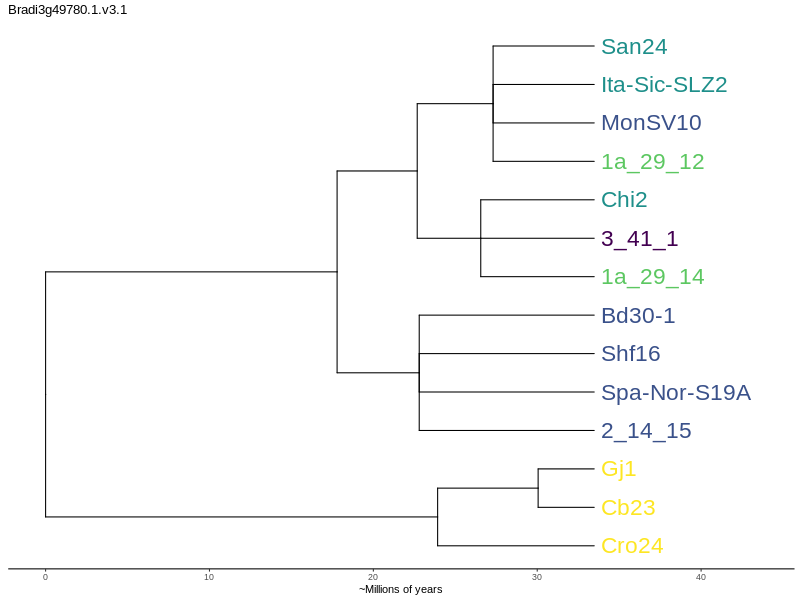 Bradi3g49780.1.v3.1
San24
Ita-Sic-SLZ2
MonSV10
1a_29_12
Chi2
3_41_1
1a_29_14
Bd30-1
Shf16
Spa-Nor-S19A
2_14_15
Gj1
Cb23
Cro24
0 10 20 30 40
~Millions of years